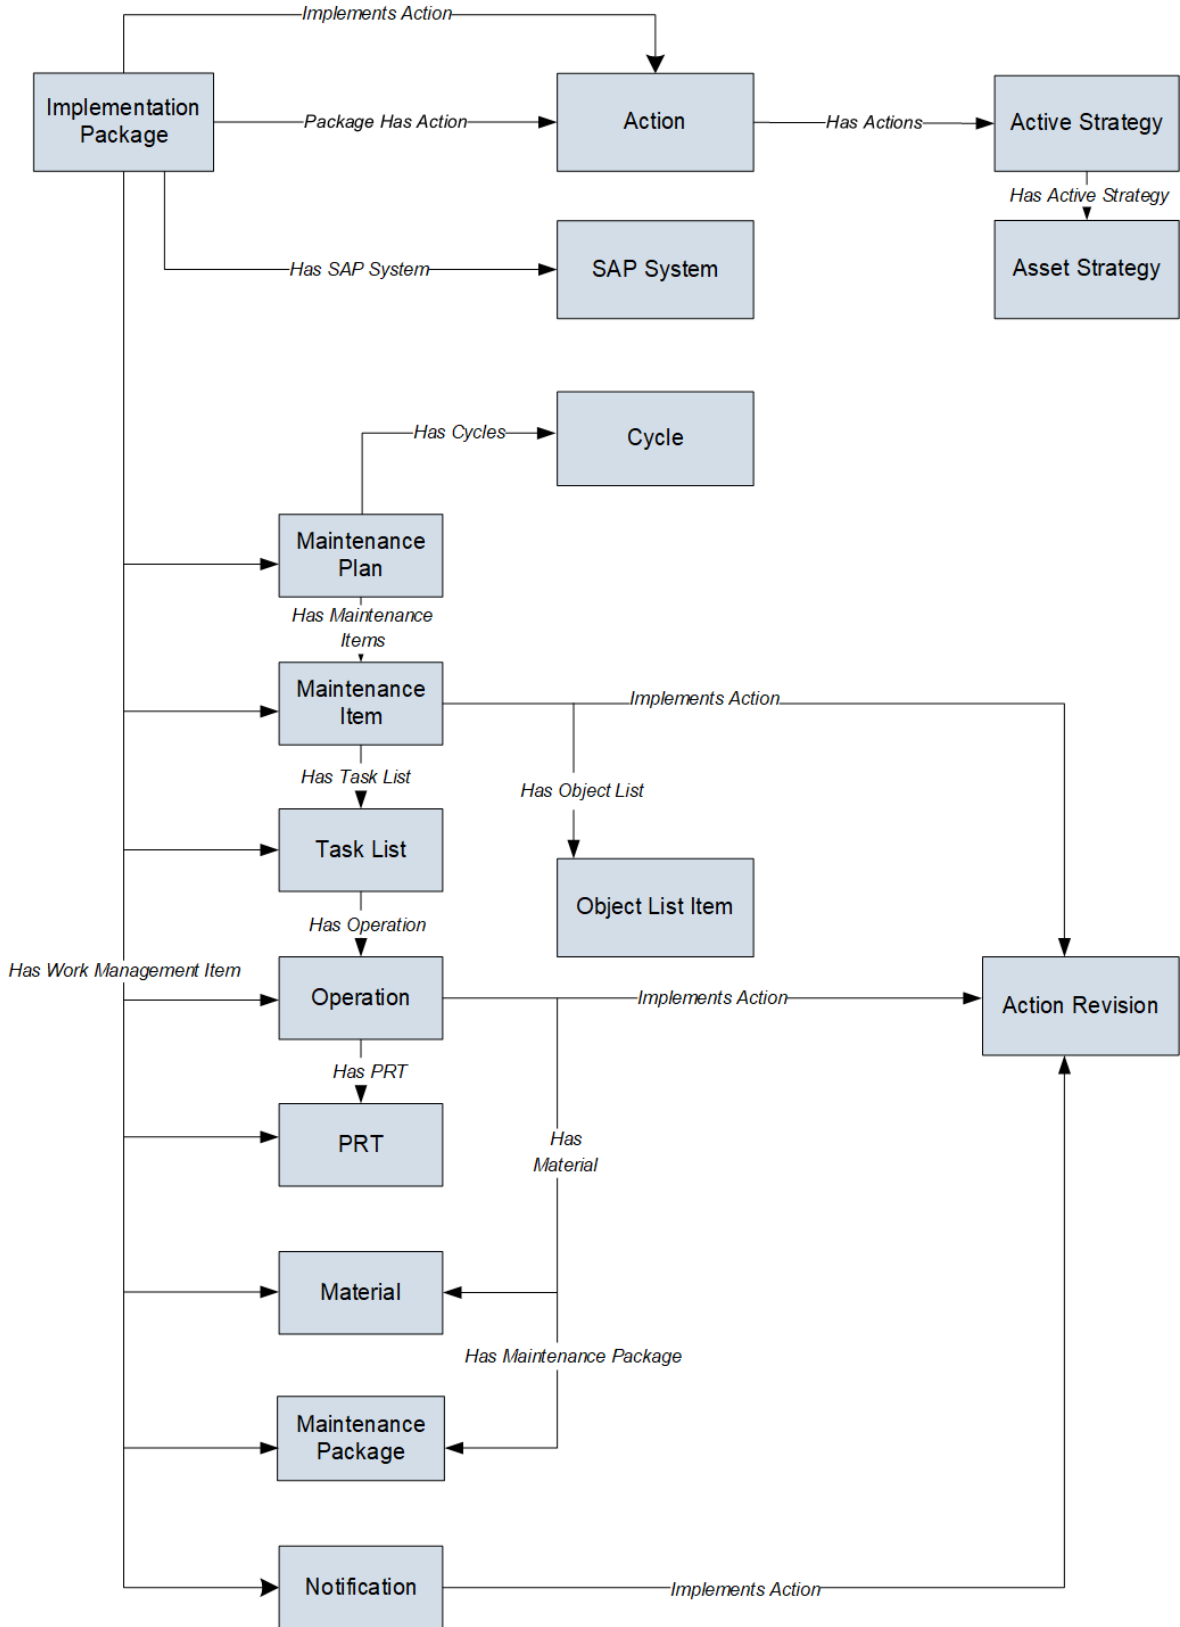 Implements Action
Implementation
Package
Package Has Action
Action
Has Actions
Active Strategy
Has Active Strategy
Has SAP System
SAP System
Asset Strategy
Has Cycles
Cycle
Maintenance
Plan
Has Maintenance
Items
Maintenance
Item
Implements Action
Has Task List
Has Object List
Task List
Object List Item
Has Operation
Has Work Management Item
Operation
Implements Action
Action Revision
Has PRT
PRT
Has
Material
Material
Has Maintenance Package
Maintenance
Package
Notification
Implements Action